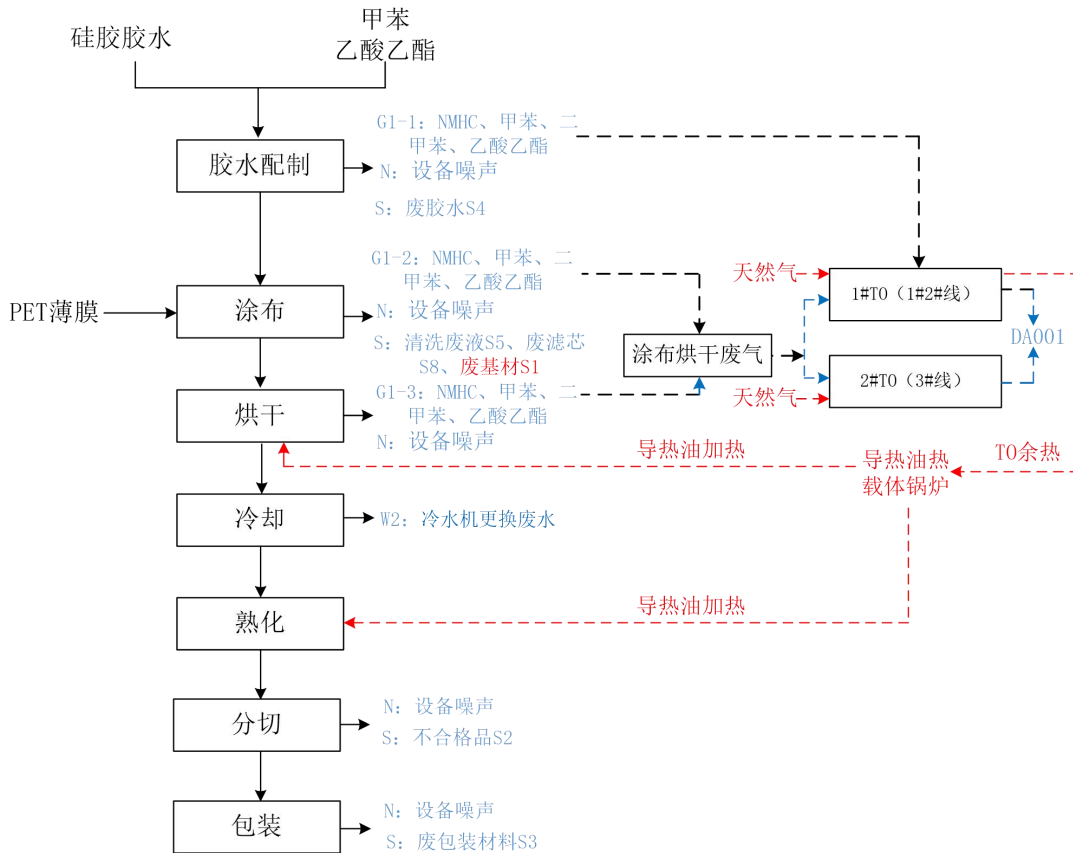 硅胶胶水
甲苯
乙酸乙酯
G1-1：NMHC、甲苯、二
甲苯、乙酸乙酯
胶水配制
N：设备噪声
S：废胶水S4
G1-2：NMHC、甲苯、二
甲苯、乙酸乙酯
天然气
1#TO（1#2#线）
PET薄膜
涂布
N：设备噪声
DA001
S：清洗废液S5、废滤芯
S8、废基材S1
涂布烘干废气
2#TO（3#线）
天然气
G1-3：NMHC、甲苯、二
甲苯、乙酸乙酯
烘干
N：设备噪声
导热油加热
导热油热
载体锅炉
TO余热
冷却
W2：冷水机更换废水
熟化
导热油加热
分切
N：设备噪声
S：不合格品S2
包装
N：设备噪声
S：废包装材料S3